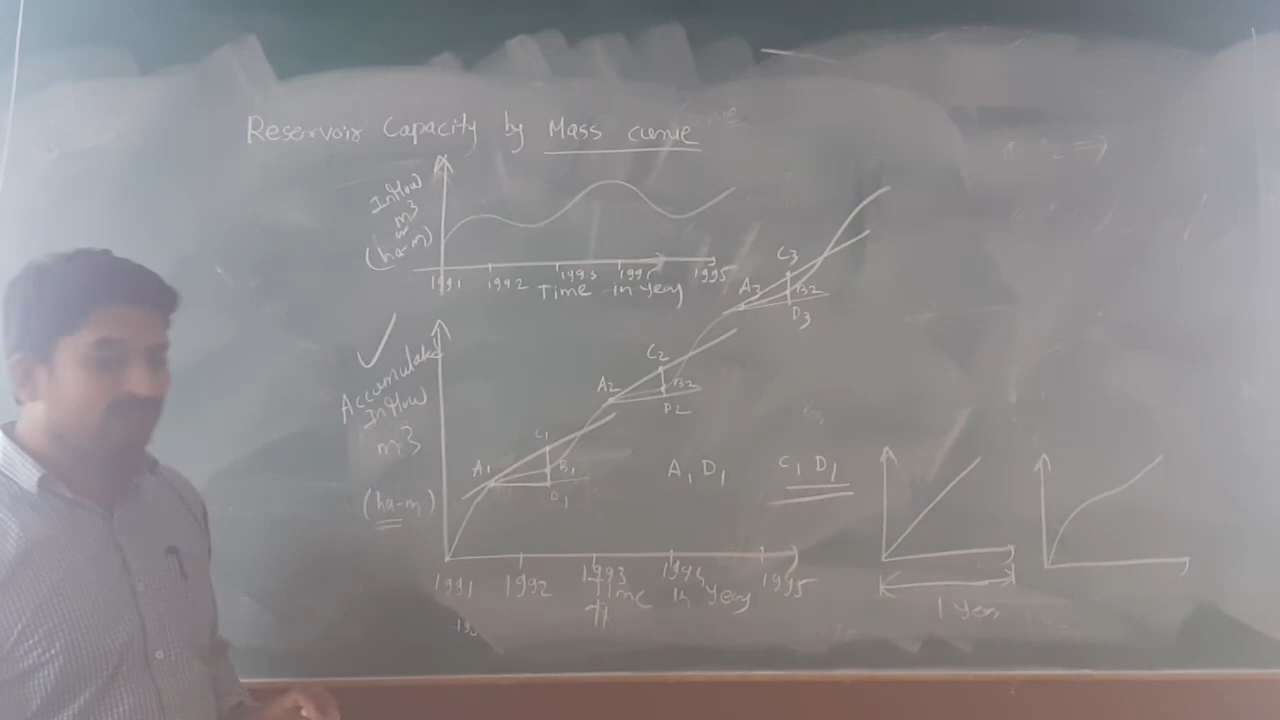 Reservoir Capacity by Mass curve
Inflow
m3
or
(ha-m)
1991 1992 1993 1995
Time in year
Accumulated
Inflow
m3
(ha-m)
C3
A3 B2
D3
C2
A2 B2
D2
C1
A1 B1
D1
A1 D1 C1 D1
1991 1992 1993 1994 1995
Time in year
1 year